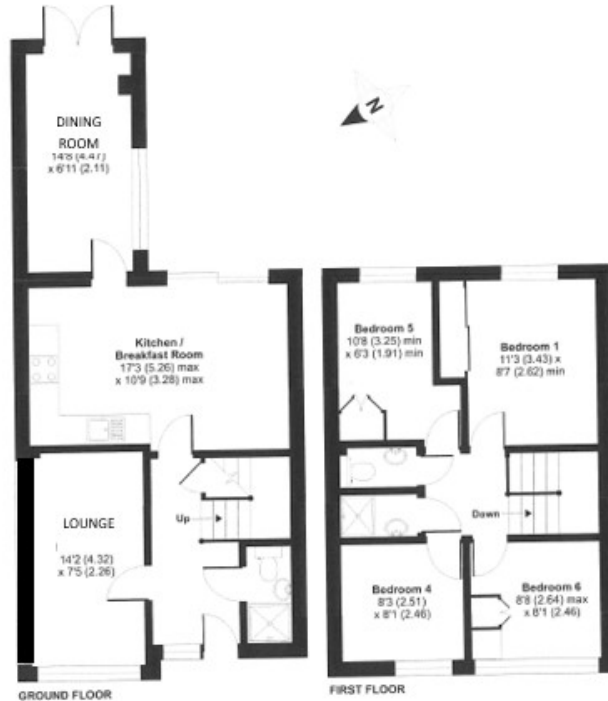 DINING
ROOM
14'8 (4.47)
x 6'11 (2.11)
N
Kitchen /
Breakfast Room
17'3 (5.26) max
x 10'9 (3.28) max
Up
LOUNGE
14'2 (4.32)
x 7'5 (2.26)
GROUND FLOOR
Bedroom 5
10'8 (3.25) min
x 6'3 (1.91) min
Bedroom 1
11'3 (3.43) x
8'7 (2.62) min
Down
Bedroom 4
8'3 (2.51)
x 8'1 (2.46)
Bedroom 6
8'8 (2.64) max
x 8'1 (2.46)
FIRST FLOOR